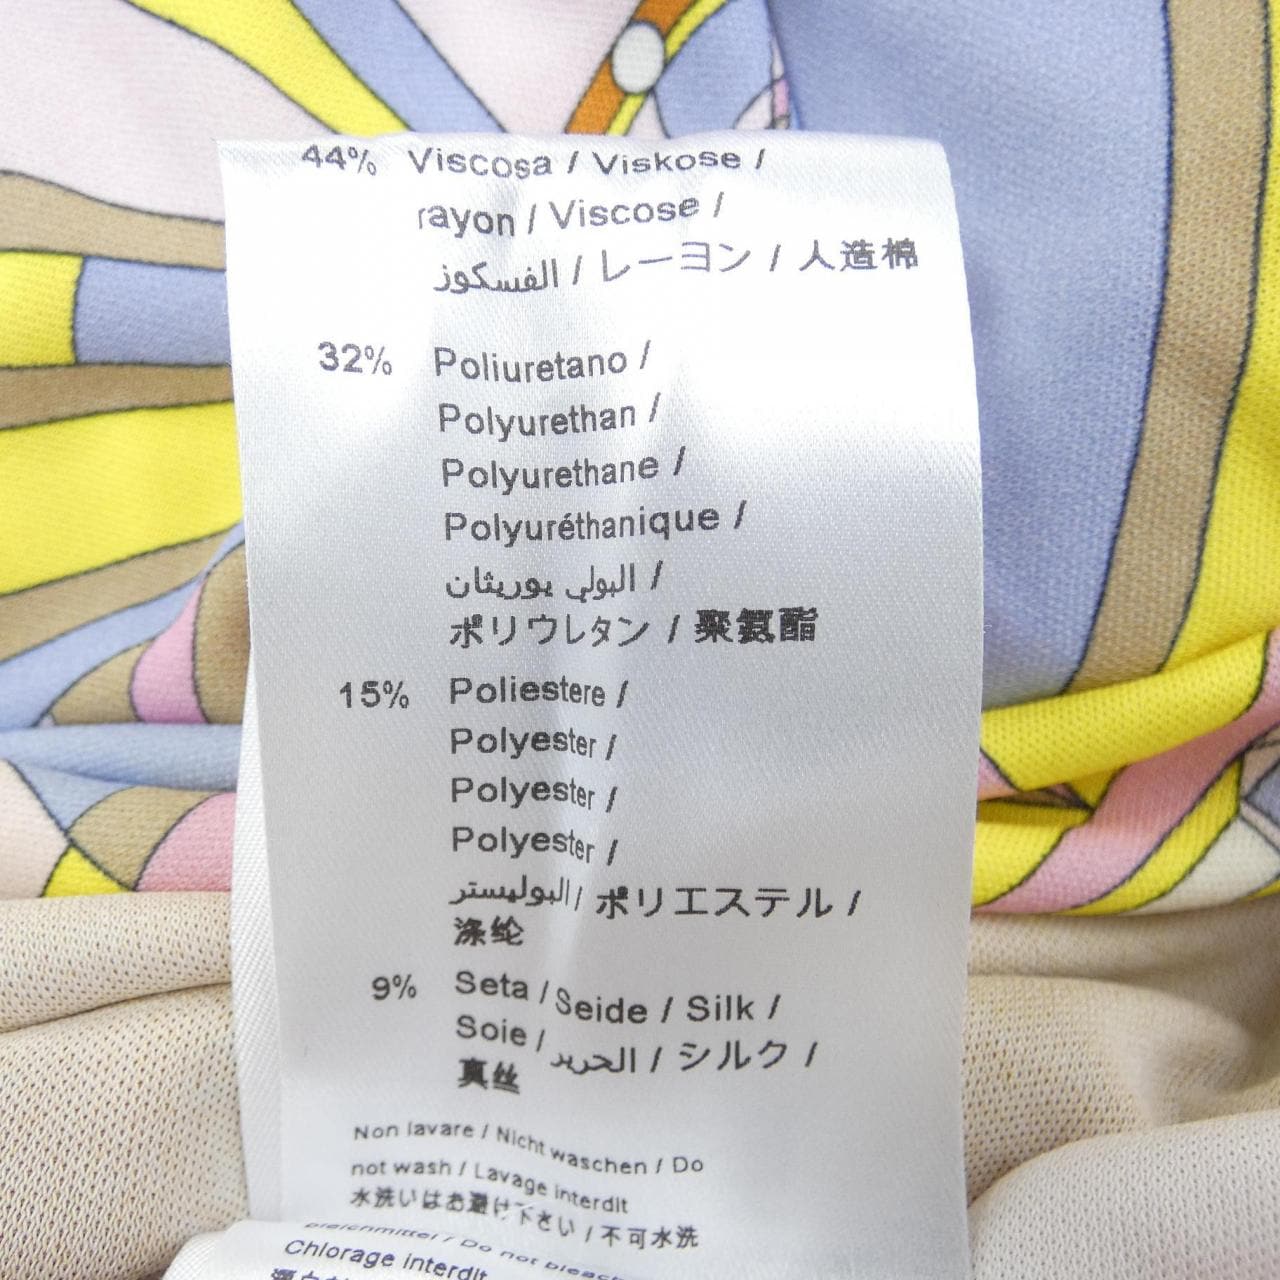 44% Viscosa / Viskose /
rayon / Viscose /
الفسكوز / レーヨン / 人造棉
32% Poliuretano /
Polyurethan /
Polyurethane /
Polyuréthanique /
البولي يوريثان /
ポリウレタン / 聚氨酯
15% Poliestere /
Polyester /
Polyester /
Polyester /
البوليستر / ポリエステル /
涤纶
9% Seta / Seide / Silk /
Soie / الحرير / シルク /
真丝
Non lavare / Nicht waschen / Do
not wash / Lavage interdit
水洗いはお避け下さい / 不可水洗
bleichmittel / Do not bleach
Chlorage interdit